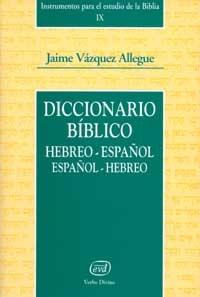 Instrumentos para el estudio de la Biblia
IX
Jaime Vázquez Allegue
DICCIONARIO
BÍBLICO
HEBREO - ESPAÑOL
ESPAÑOL - HEBREO
evd
Verbo Divino